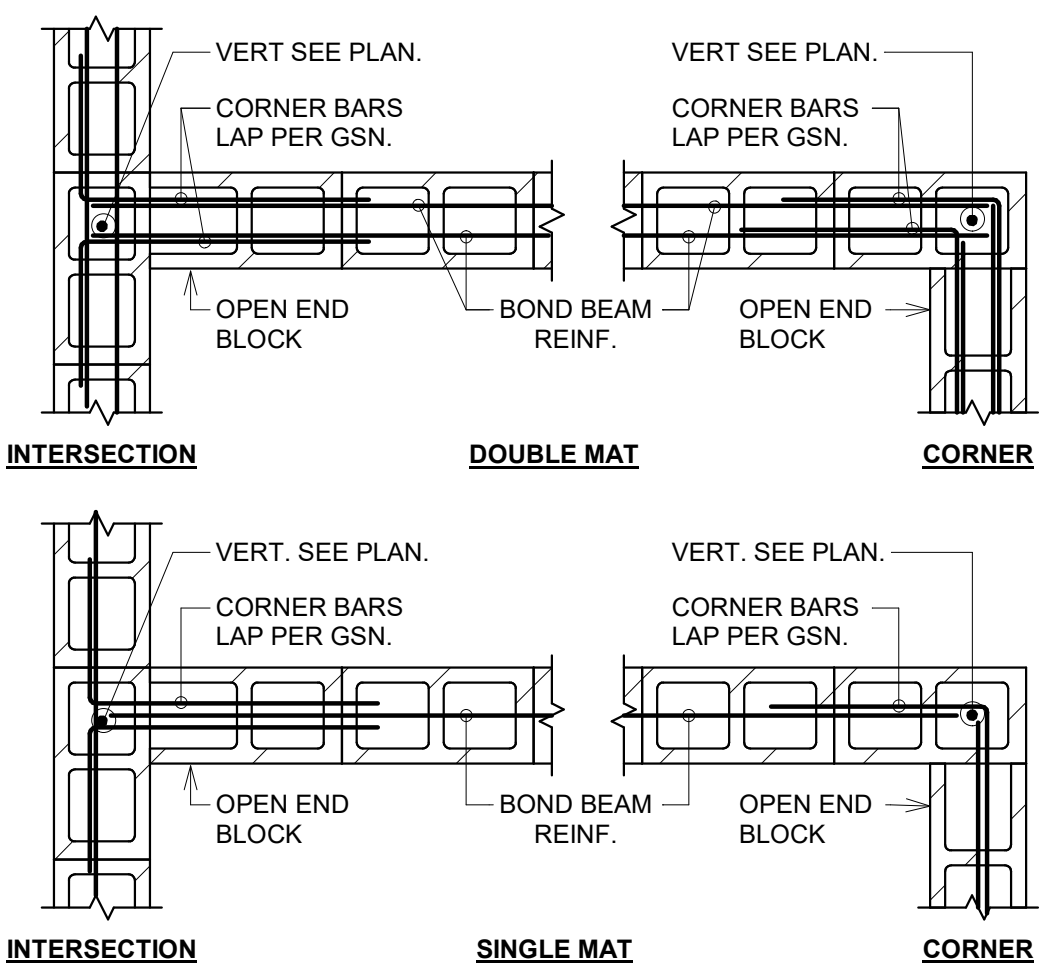 VERT SEE PLAN.
CORNER BARS
LAP PER GSN.
VERT SEE PLAN.
CORNER BARS
LAP PER GSN.
OPEN END
BLOCK
BOND BEAM
REINF.
OPEN END
BLOCK
INTERSECTION
DOUBLE MAT
CORNER
VERT. SEE PLAN.
CORNER BARS
LAP PER GSN.
VERT. SEE PLAN.
CORNER BARS
LAP PER GSN.
OPEN END
BLOCK
BOND BEAM
REINF.
OPEN END
BLOCK
INTERSECTION
SINGLE MAT
CORNER